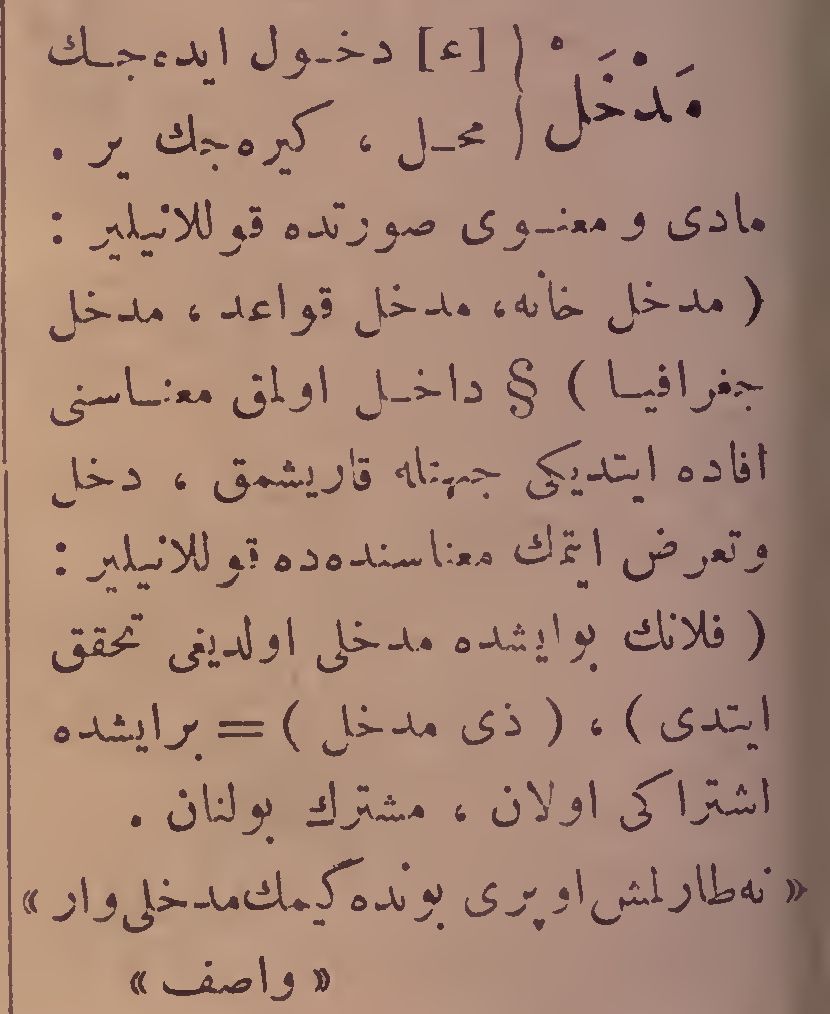 مَدْخَلْ { [ع] دخول ایده‌جك
محل ، كیره‌جك یر .
مادی و معنوی صورتده قوللانیلیر :
( مدخل خانه، مدخل قواعد ، مدخل
جغرافیا ) § داخل اولمق معناسنی
افاده ایتدیكی جهتله قاریشمق ، دخل
وتعرض ایتمك معناسنده‌ده قوللانیلیر :
( فلانك بوایشده مدخلی اولدیغی تحقق
ایتدی ) ، ( ذی مدخل ) = برایشده
اشتراكی اولان ، مشترك بولنان .
« نه طارلمش اوپری بونده كیمك مدخلی وار »
« واصف »